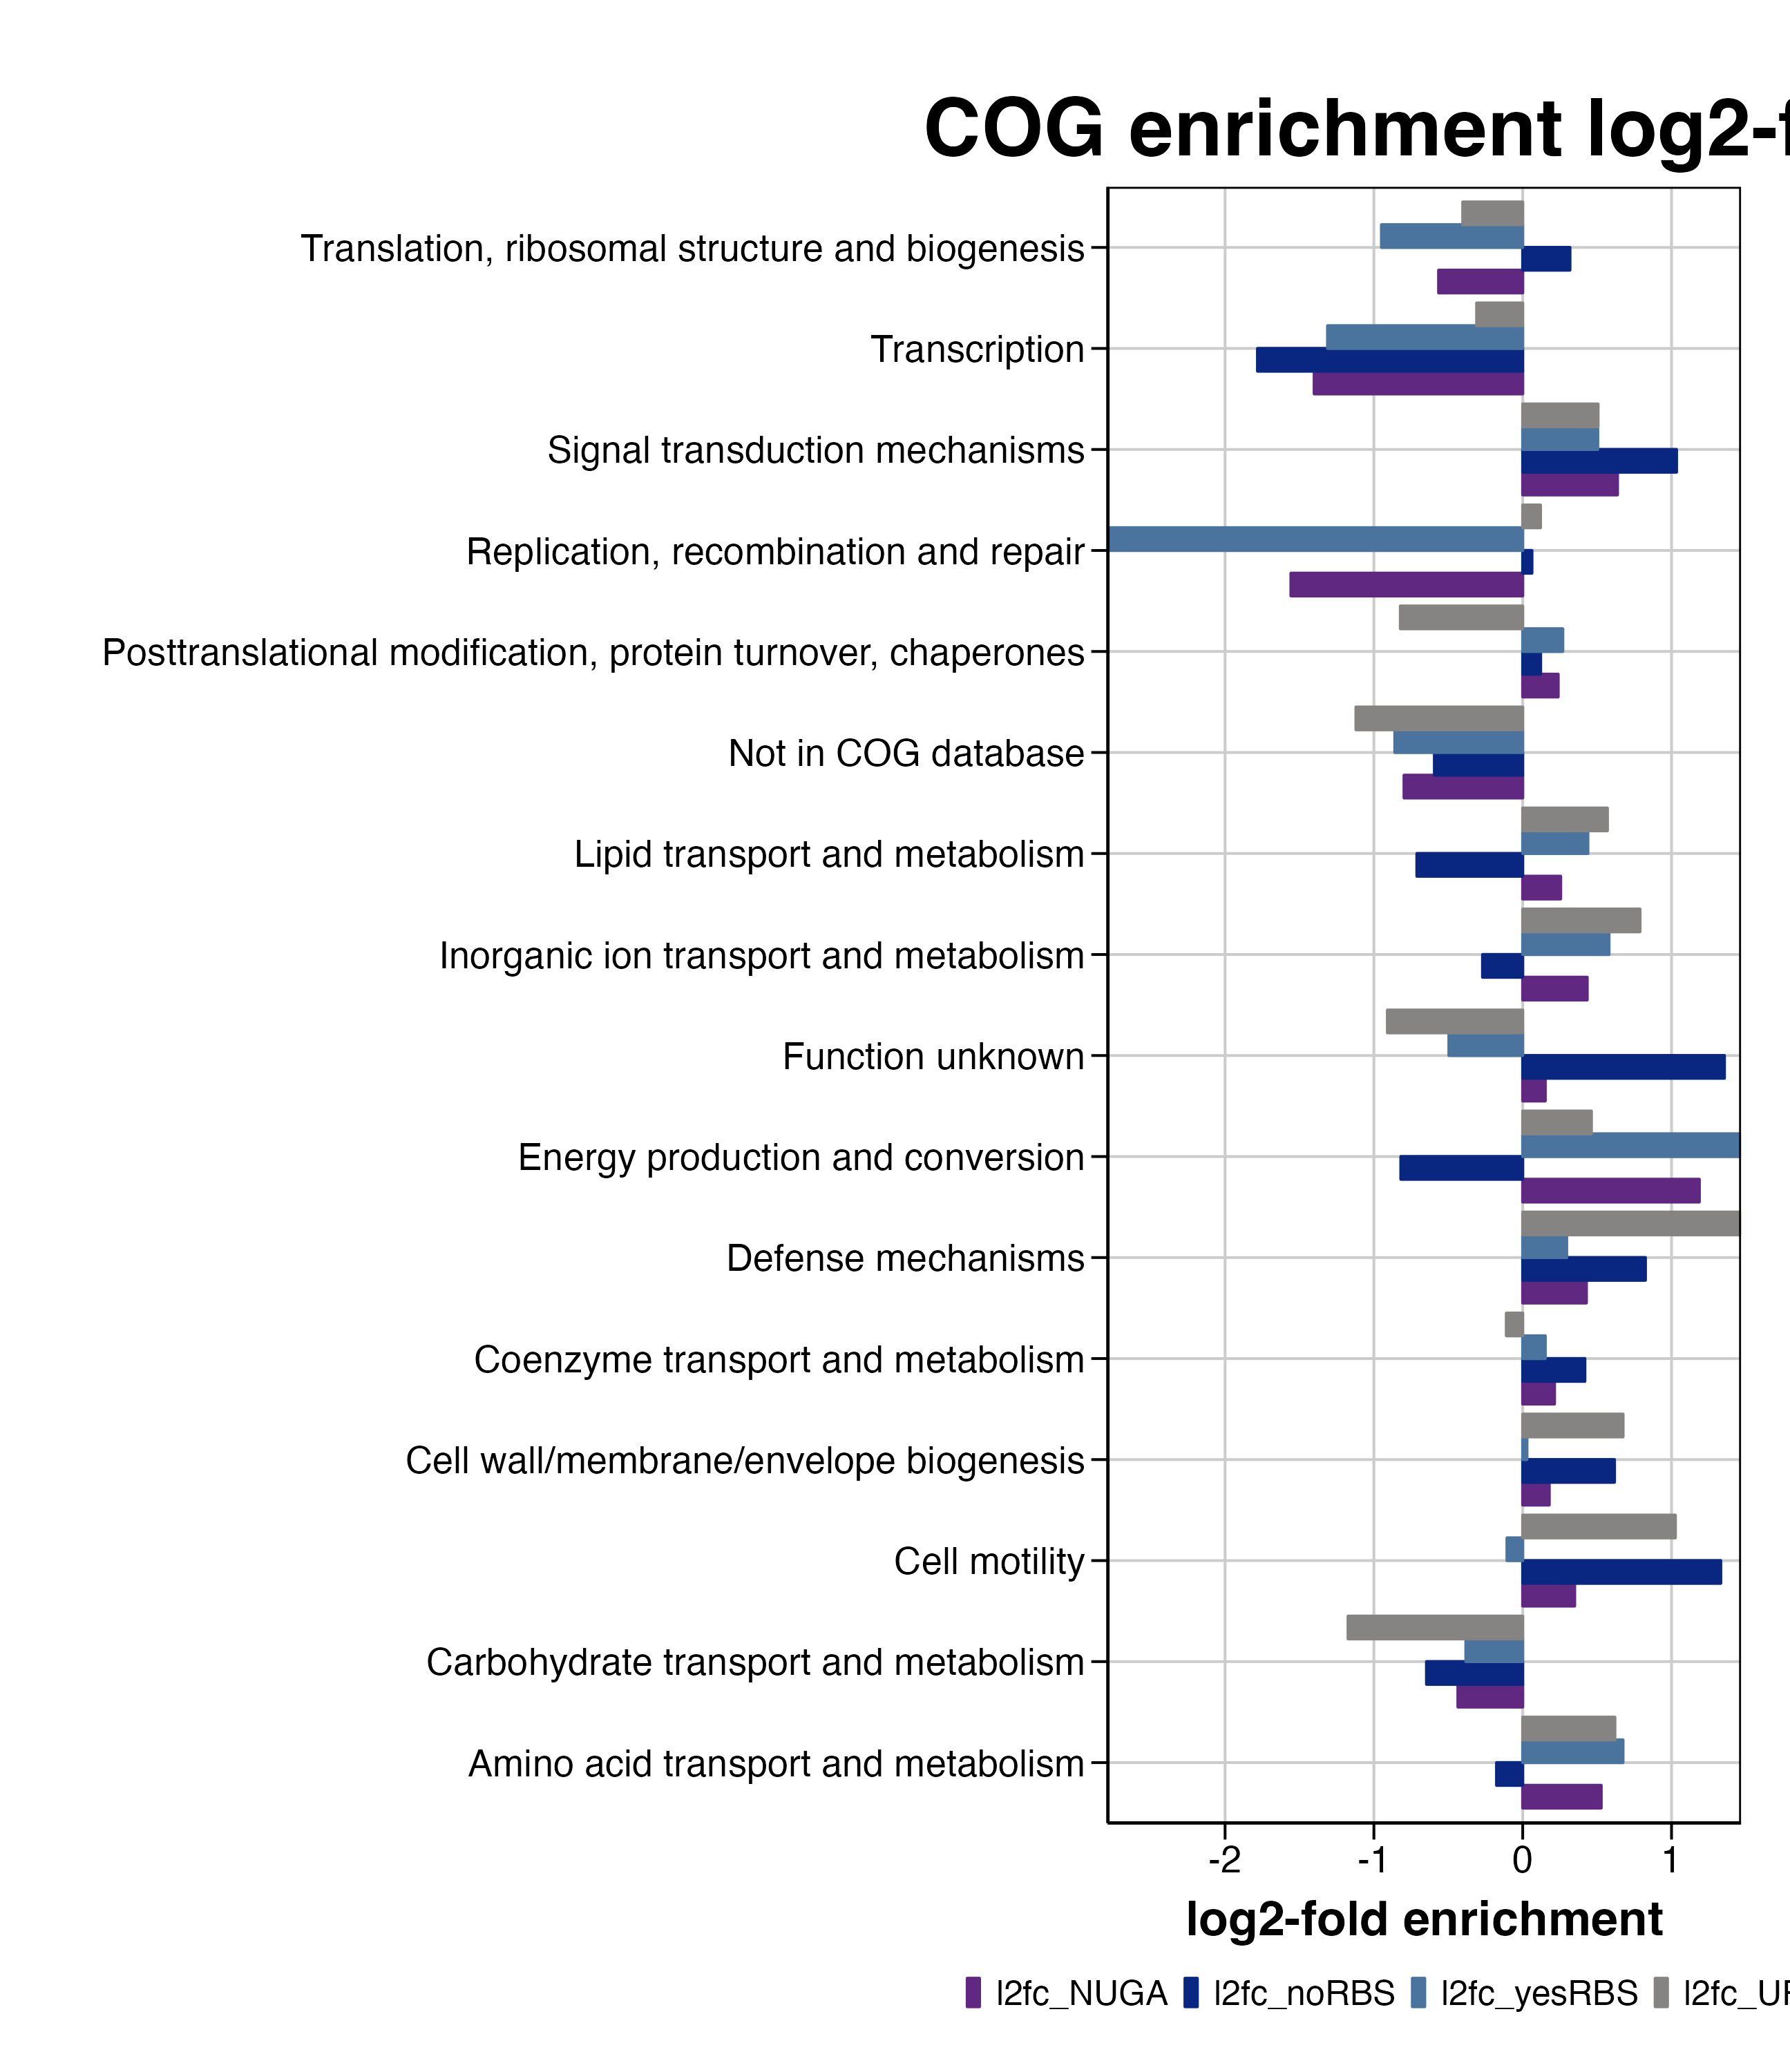 COG enrichment log2-f
Translation, ribosomal structure and biogenesis
Transcription
Signal transduction mechanisms
Replication, recombination and repair
Posttranslational modification, protein turnover, chaperones
Not in COG database
Lipid transport and metabolism
Inorganic ion transport and metabolism
Function unknown
Energy production and conversion
Defense mechanisms
Coenzyme transport and metabolism
Cell wall/membrane/envelope biogenesis
Cell motility
Carbohydrate transport and metabolism
Amino acid transport and metabolism
-2 -1 0 1
log2-fold enrichment
l2fc_NUGA l2fc_noRBS l2fc_yesRBS